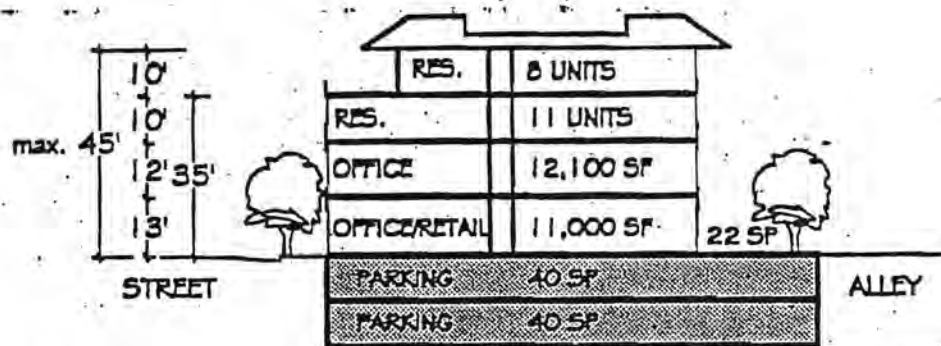 10' RES. 8 UNITS
10' RES. 11 UNITS
max. 45' 12' 35' OFFICE 12,100 SF
13' OFFICE/RETAIL 11,000 SF 22 SP
STREET PARKING 40 SP ALLEY
PARKING 40 SP